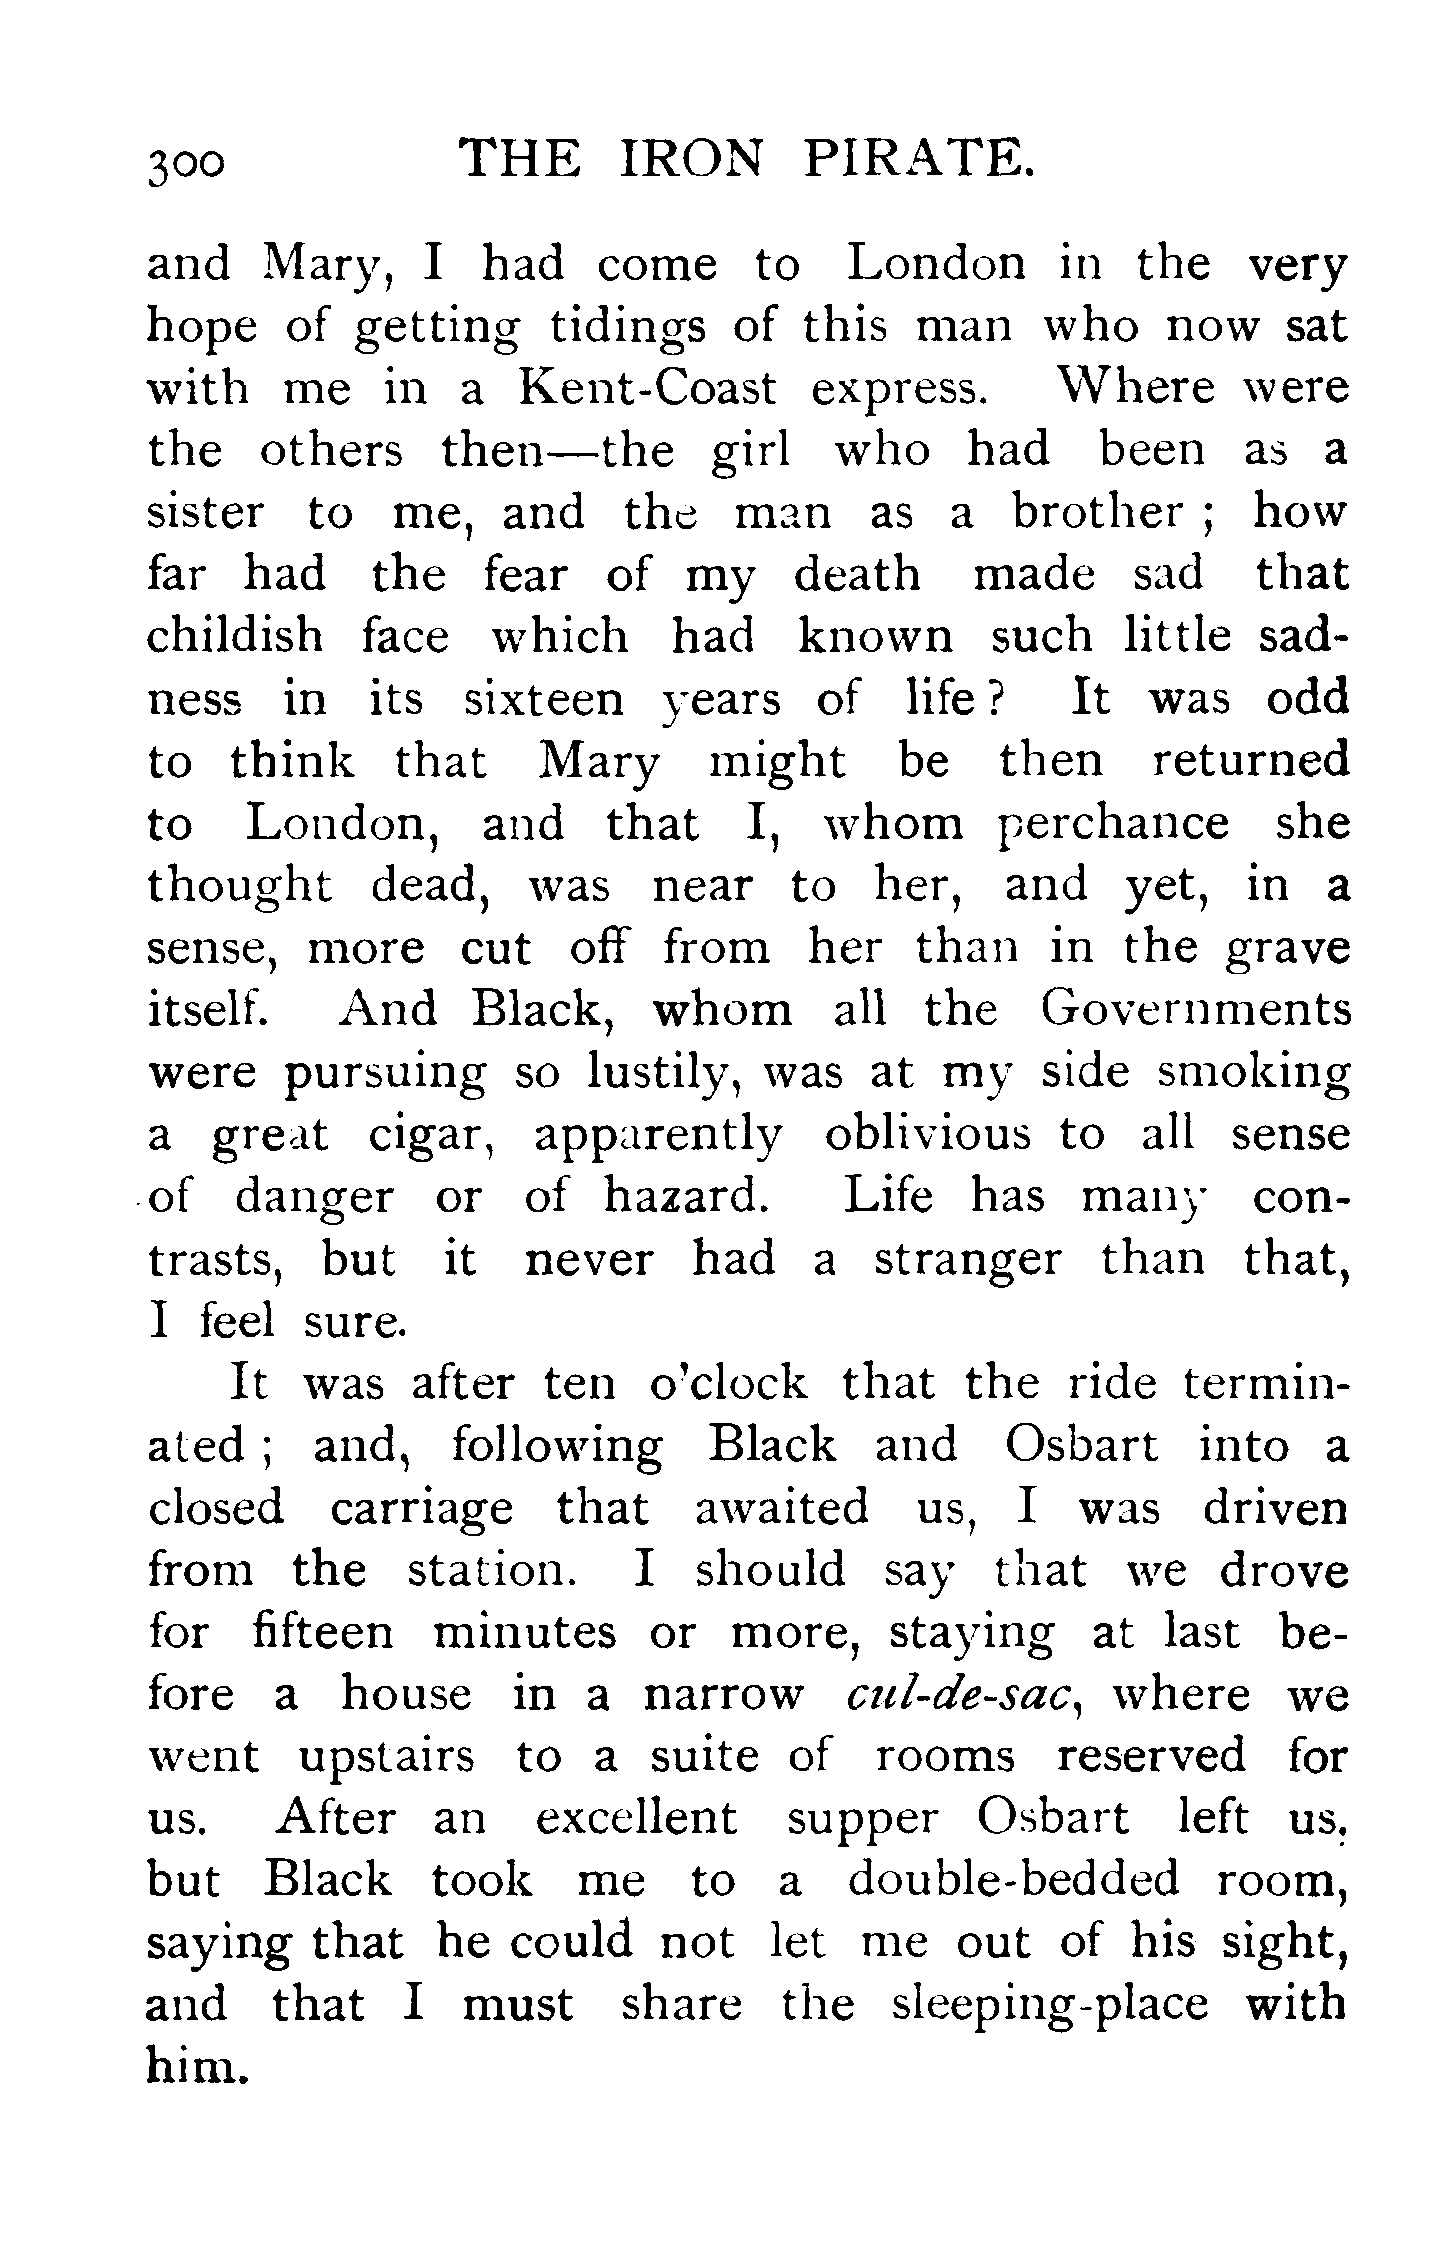 300 THE IRON PIRATE.
and Mary, I had come to London in the very
hope of getting tidings of this man who now sat
with me in a Kent-Coast express. Where were
the others then—the girl who had been as a
sister to me, and the man as a brother ; how
far had the fear of my death made sad that
childish face which had known such little sad-
ness in its sixteen years of life ? It was odd
to think that Mary might be then returned
to London, and that I, whom perchance she
thought dead, was near to her, and yet, in a
sense, more cut off from her than in the grave
itself. And Black, whom all the Governments
were pursuing so lustily, was at my side smoking
a great cigar, apparently oblivious to all sense
of danger or of hazard. Life has many con-
trasts, but it never had a stranger than that,
I feel sure.
It was after ten o'clock that the ride termin-
ated ; and, following Black and Osbart into a
closed carriage that awaited us, I was driven
from the station. I should say that we drove
for fifteen minutes or more, staying at last be-
fore a house in a narrow cul-de-sac, where we
went upstairs to a suite of rooms reserved for
us. After an excellent supper Osbart left us,
but Black took me to a double-bedded room,
saying that he could not let me out of his sight,
and that I must share the sleeping-place with
him.